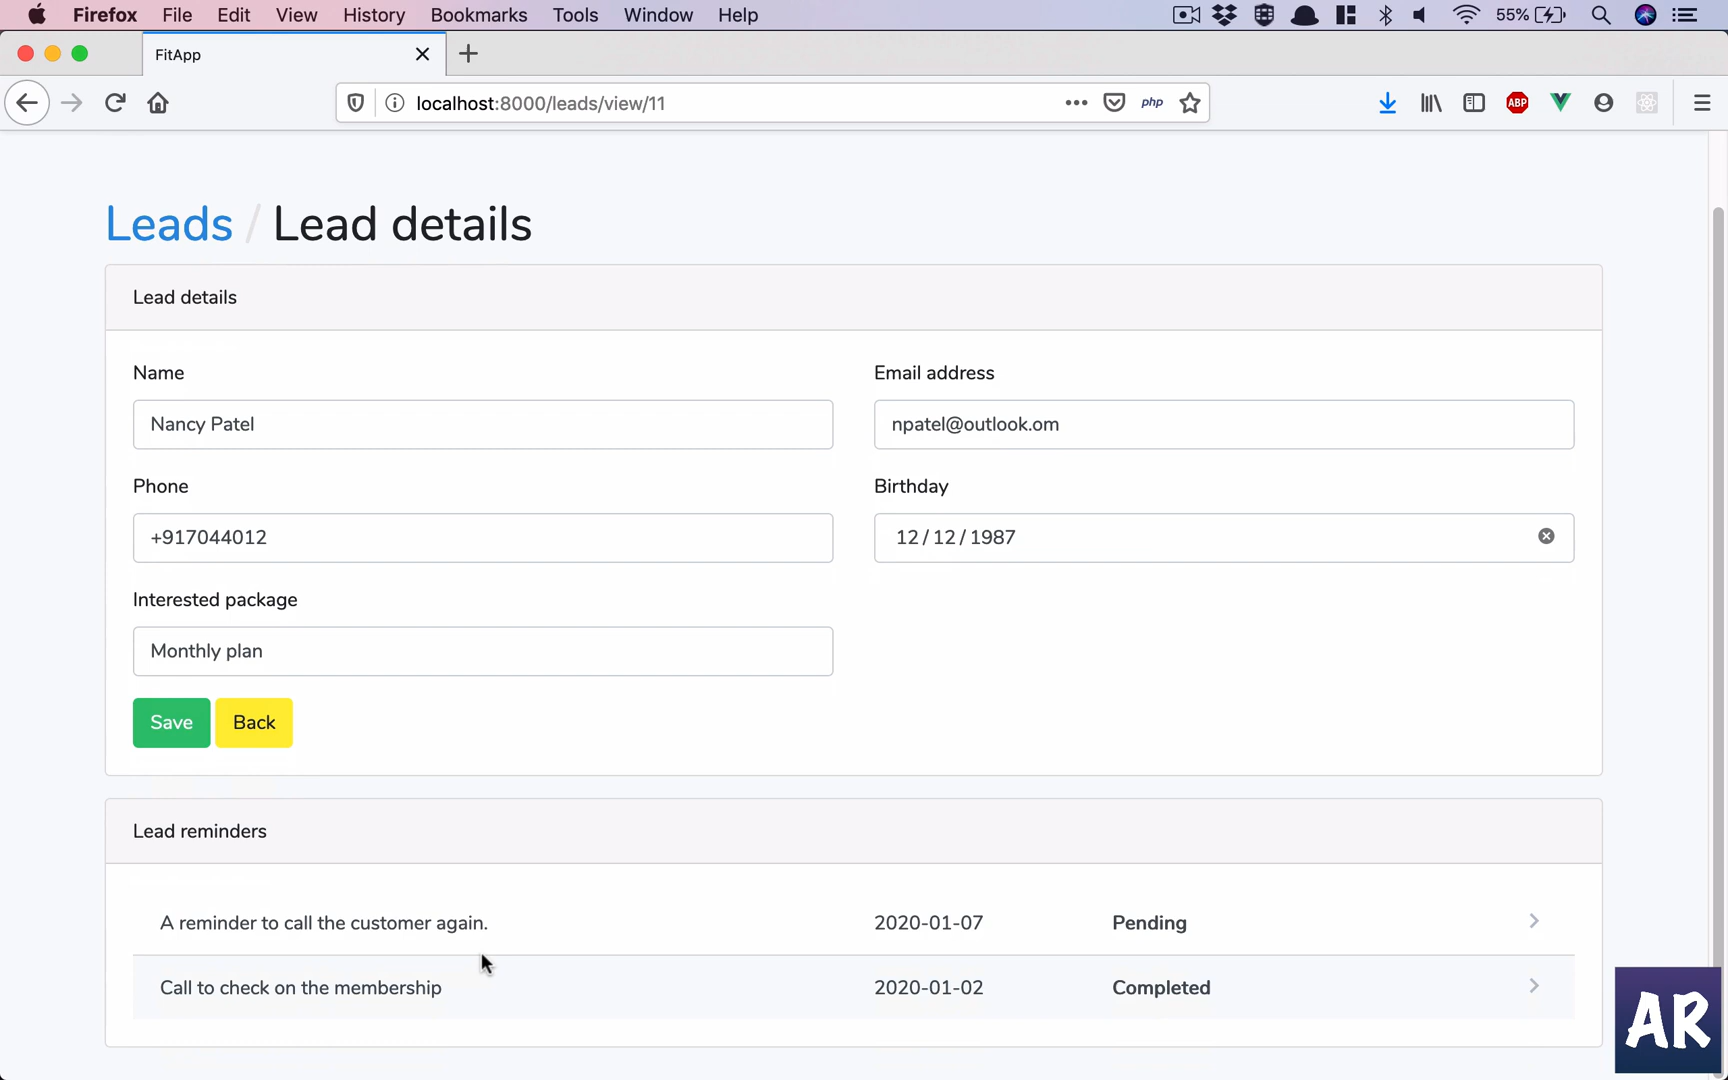 Firefox File Edit View History Bookmarks Tools Window Help 55%
FitApp
localhost:8000/leads/view/11 php ABP
Leads / Lead details
Lead details
Name Email address
Nancy Patel npatel@outlook.om
Phone Birthday
+917044012 12 / 12 / 1987
Interested package
Monthly plan
Save Back
Lead reminders
A reminder to call the customer again. 2020-01-07 Pending
Call to check on the membership 2020-01-02 Completed
AR